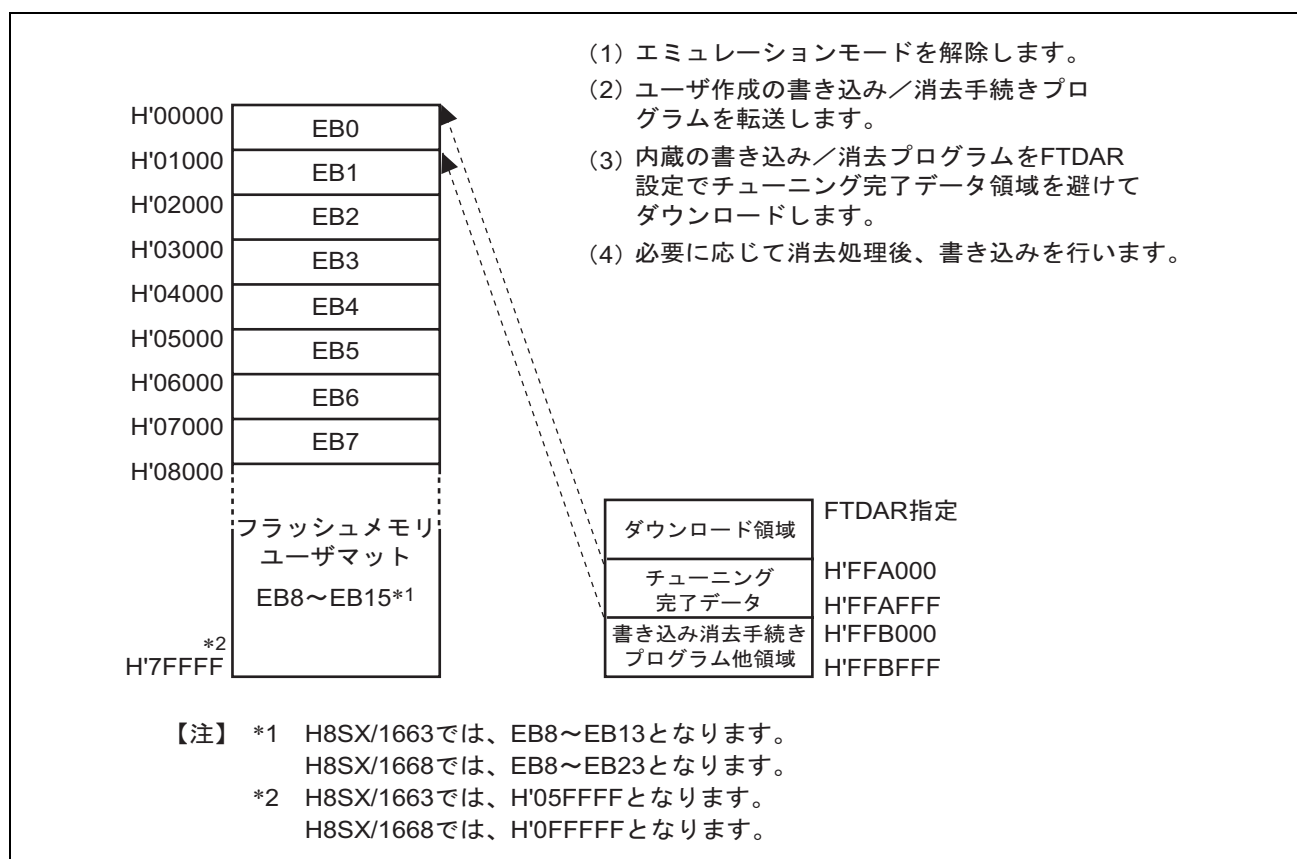 (1) エミュレーションモードを解除します。
(2) ユーザ作成の書き込み／消去手続きプロ
グラムを転送します。
(3) 内蔵の書き込み／消去プログラムをFTDAR
設定でチューニング完了データ領域を避けて
ダウンロードします。
(4) 必要に応じて消去処理後、書き込みを行います。
H'00000
EB0
H'01000
EB1
H'02000
EB2
H'03000
EB3
H'04000
EB4
H'05000
EB5
H'06000
EB6
H'07000
EB7
H'08000
フラッシュメモリ
ユーザマット
EB8～EB15*1
*2
H'7FFFF
ダウンロード領域
FTDAR指定
チューニング
完了データ
H'FFA000
H'FFAFFF
書き込み消去手続き
プログラム他領域
H'FFB000
H'FFBFFF
【注】 *1 H8SX/1663では、EB8～EB13となります。
H8SX/1668では、EB8～EB23となります。
*2 H8SX/1663では、H'05FFFFとなります。
H8SX/1668では、H'0FFFFFとなります。